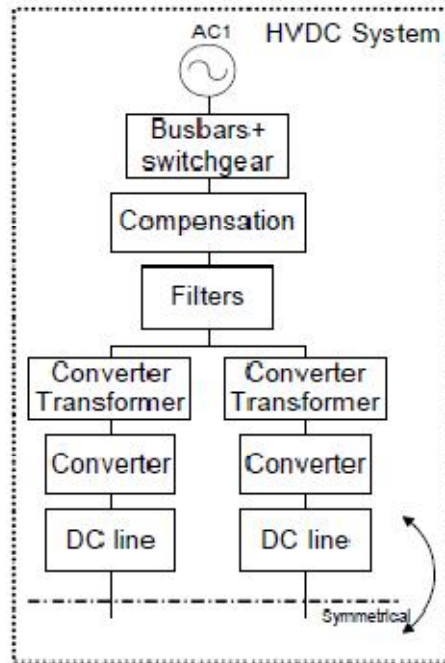 AC1
HVDC System
Busbars+
switchgear
Compensation
Filters
Converter
Transformer
Converter
Transformer
Converter
Converter
DC line
DC line
Symmetrical